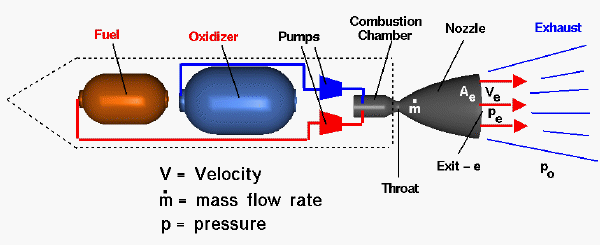 Fuel
Oxidizer
Pumps
Combustion
Chamber
Nozzle
Exhaust
ṁ
Ae
Ve
pe
Exit – e
po
Throat
V = Velocity
ṁ = mass flow rate
p = pressure